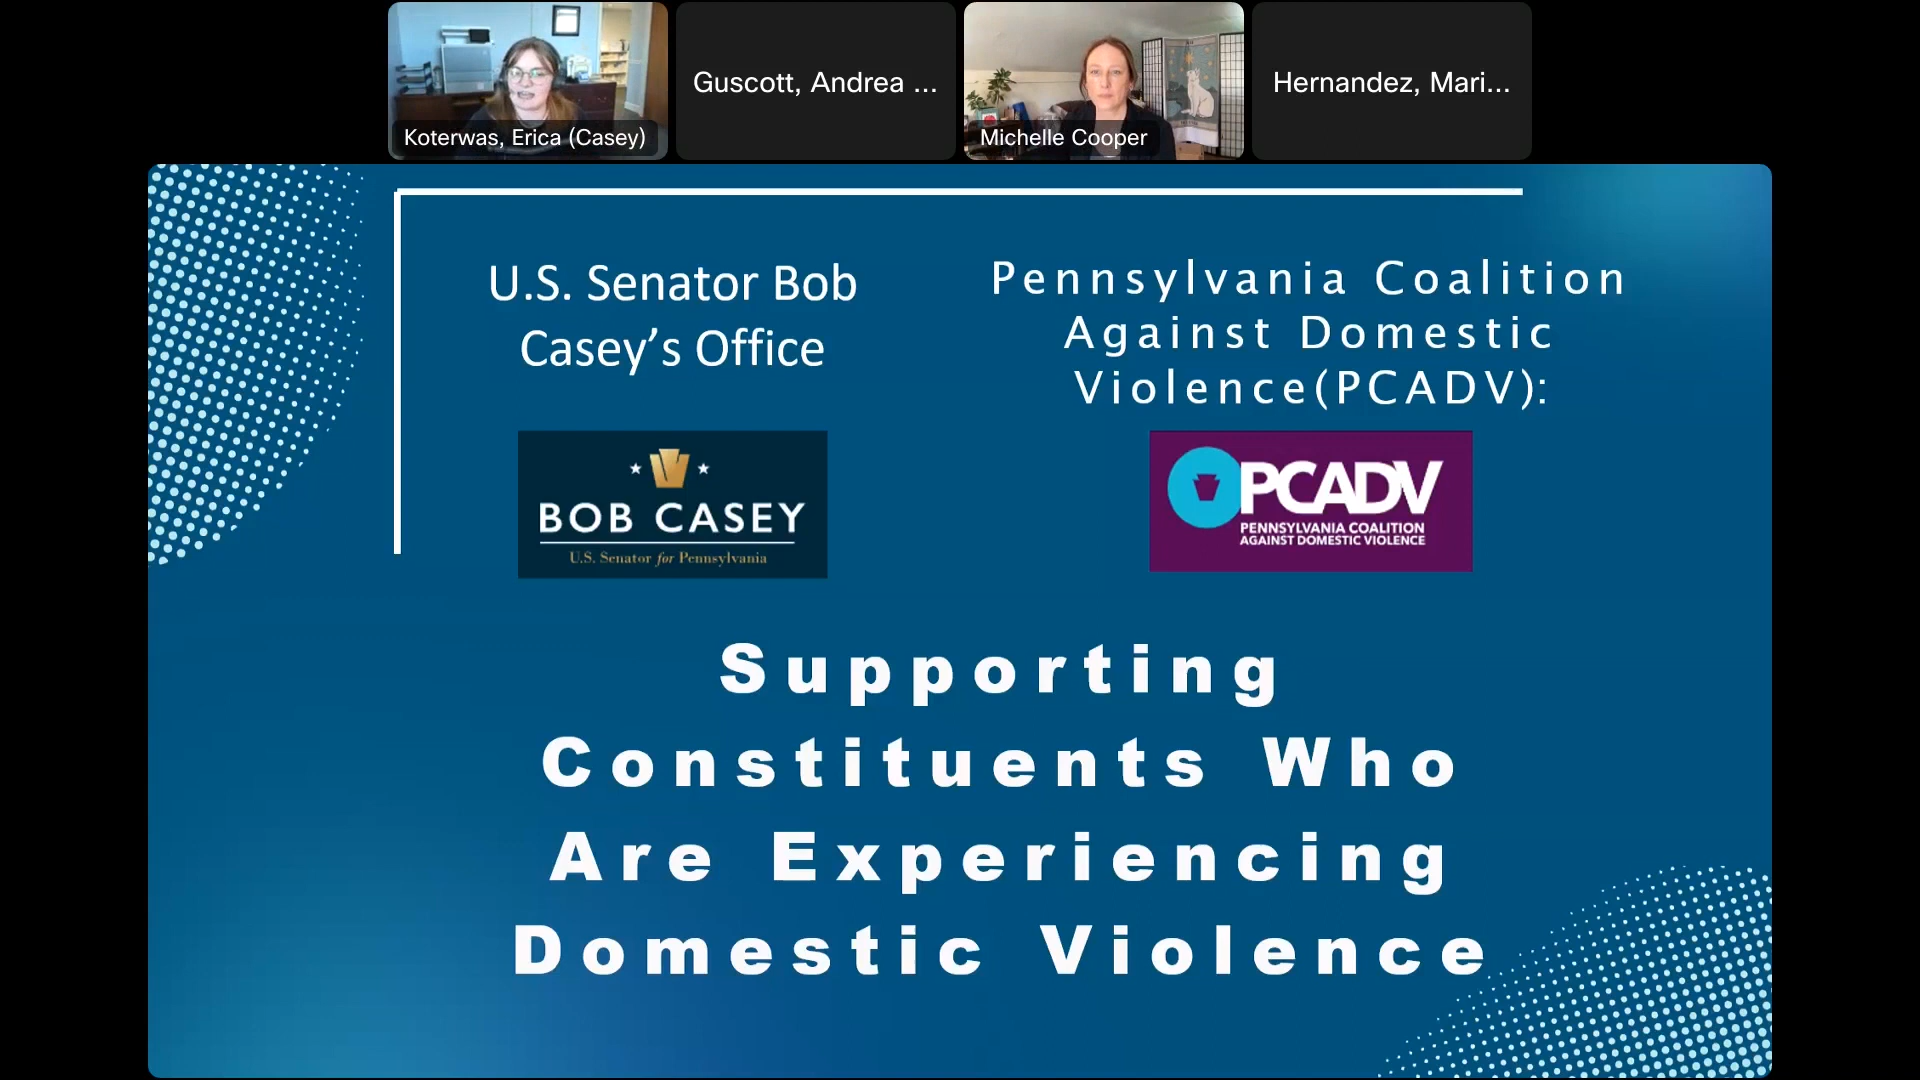 Koterwas, Erica (Casey)
Guscott, Andrea ...
Michelle Cooper
Hernandez, Mari...
U.S. Senator Bob
Casey’s Office
Pennsylvania Coalition
Against Domestic
Violence(PCADV):
BOB CASEY
U.S. Senator for Pennsylvania
PCADV
PENNSYLVANIA COALITION
AGAINST DOMESTIC VIOLENCE
Supporting
Constituents Who
Are Experiencing
Domestic Violence